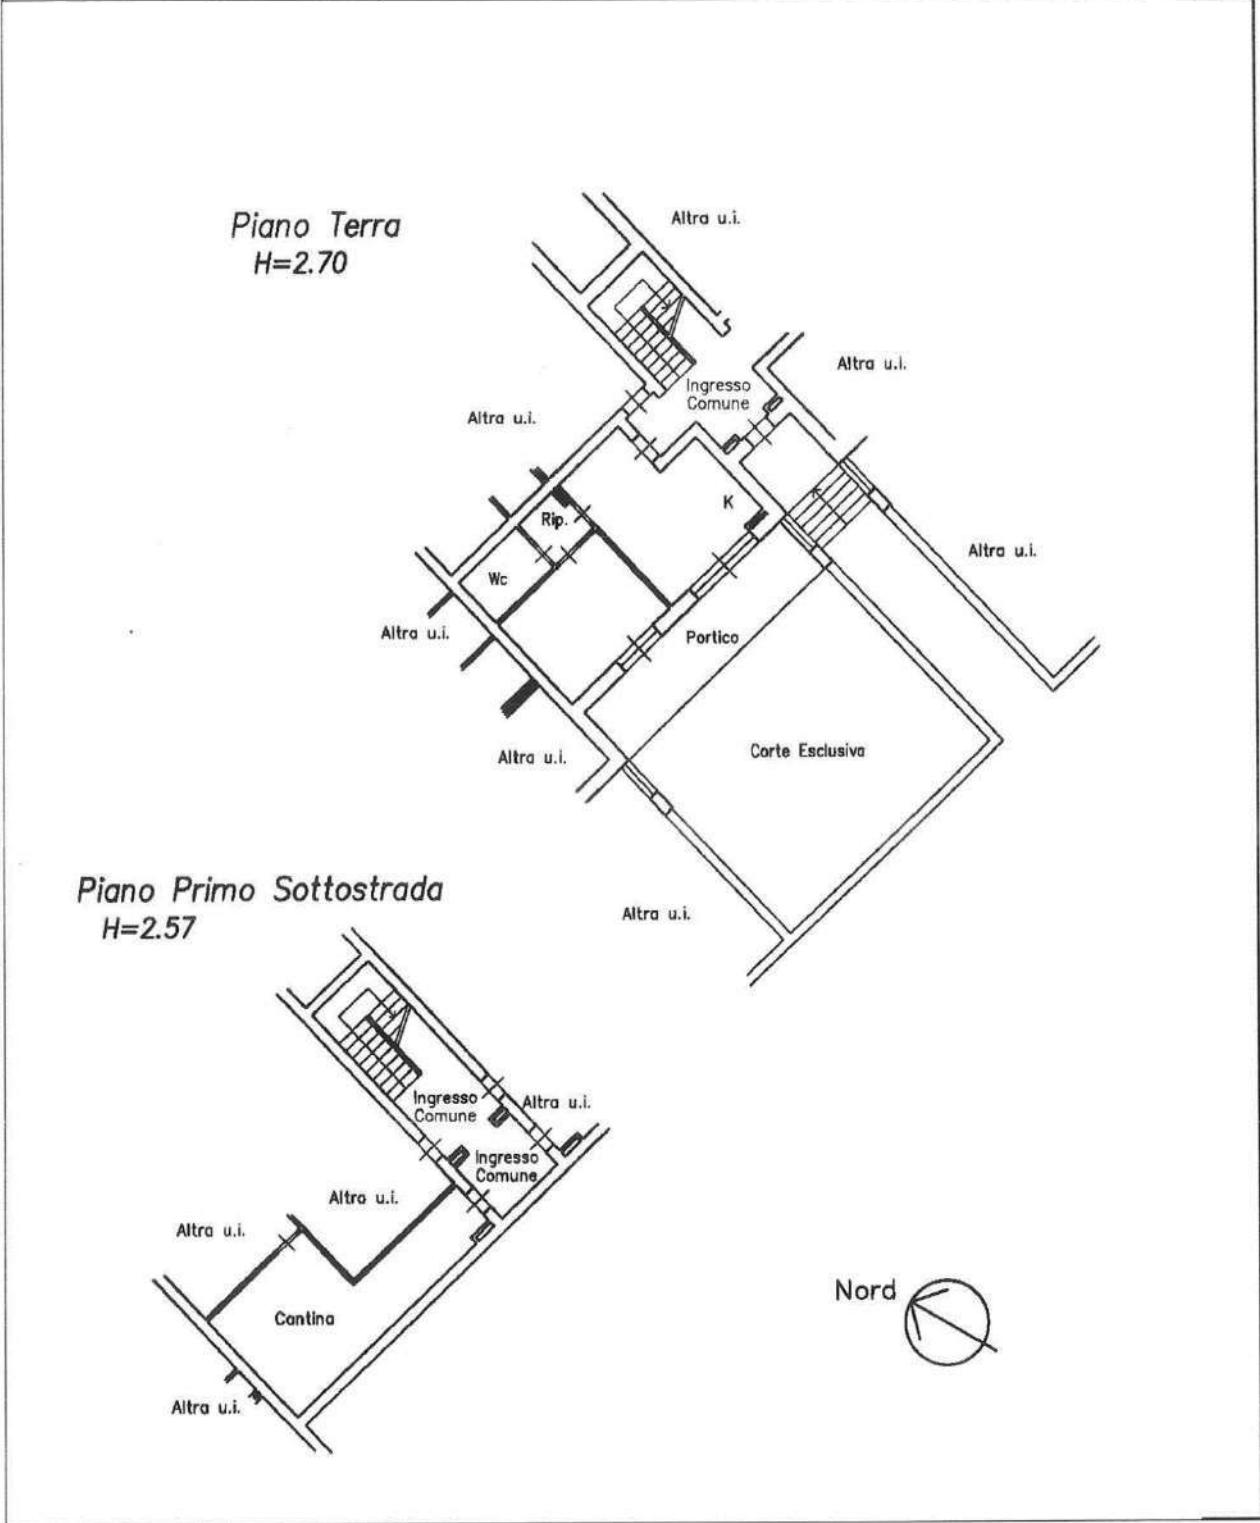 Piano Terra
H=2.70
Altra u.i.
Altra u.i.
Ingresso
Comune
Altra u.i.
K
Rip.
Altra u.i.
Wc
Altra u.i.
Portico
Corte Esclusiva
Altra u.i.
Piano Primo Sottostrada
H=2.57
Altra u.i.
Ingresso
Comune
Altra u.i.
Ingresso
Comune
Altra u.i.
Altra u.i.
Cantina
Nord
Altra u.i.